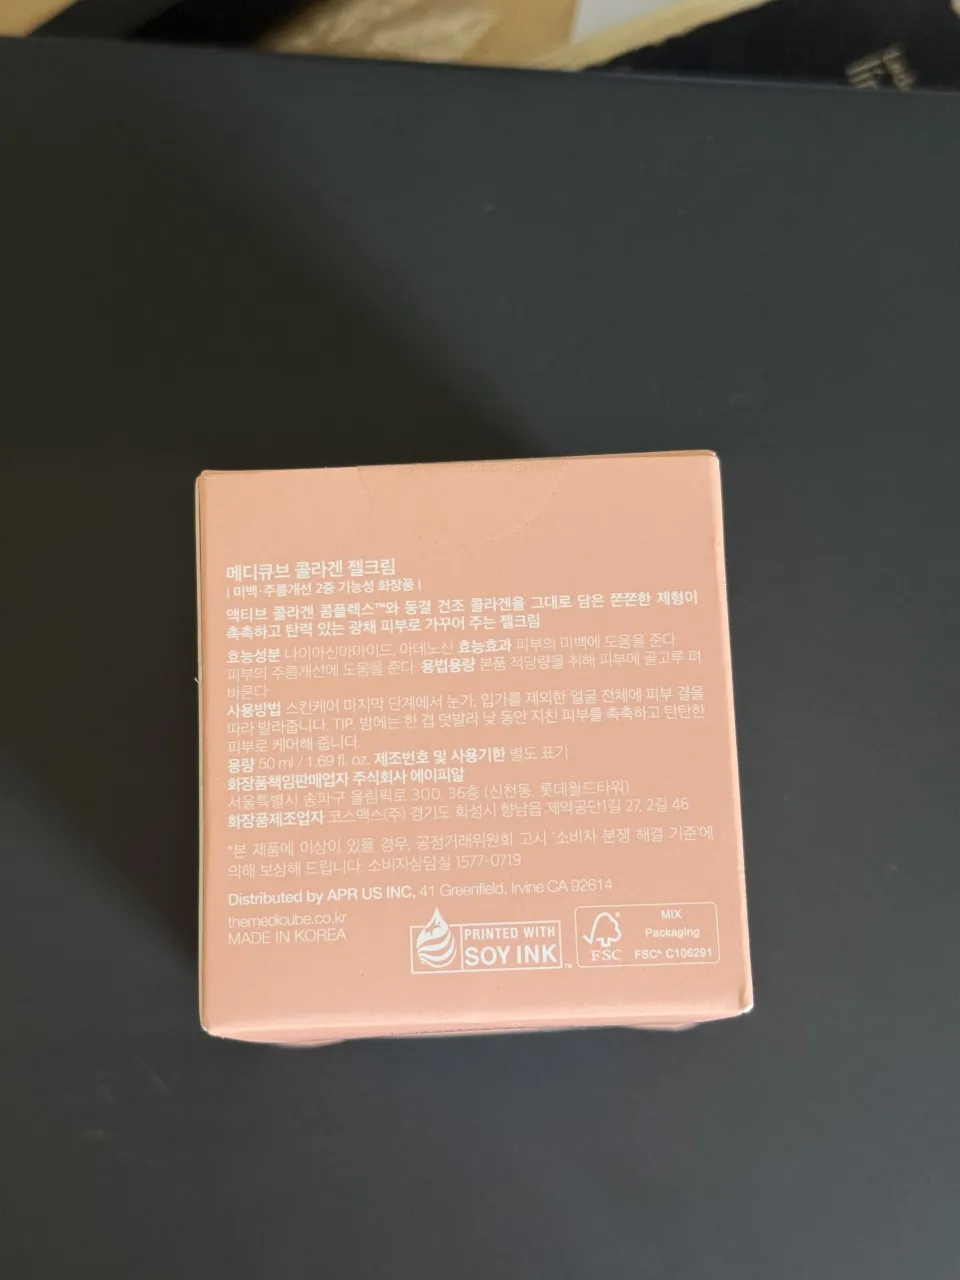 메디큐브 콜라겐 젤크림
| 미백·주름개선 2중 기능성 화장품 |
액티브 콜라겐 콤플렉스™와 동결 건조 콜라겐을 그대로 담은 쫀쫀한 제형이
촉촉하고 탄력 있는 광채 피부로 가꾸어 주는 젤크림
효능성분 나이아신아마이드, 아데노신 효능효과 피부의 미백에 도움을 준다.
피부의 주름개선에 도움을 준다. 용법용량 본품 적당량을 취해 피부에 골고루 펴
바른다.
사용방법 스킨케어 마지막 단계에서 눈가, 입가를 제외한 얼굴 전체에 피부 결을
따라 발라줍니다. TIP. 밤에는 한 겹 덧발라 낮 동안 지친 피부를 촉촉하고 탄탄한
피부로 케어해 줍니다.
용량 50 ml / 1.69 fl. oz. 제조번호 및 사용기한 별도 표기
화장품책임판매업자 주식회사 에이피알
서울특별시 송파구 올림픽로 300, 36층 (신천동, 롯데월드타워)
화장품제조업자 코스맥스(주) 경기도 화성시 향남읍 제약공단1길 27, 2길 46
*본 제품에 이상이 있을 경우, 공정거래위원회 고시 '소비자 분쟁 해결 기준'에
의해 보상해 드립니다. 소비자상담실 1577-0719
Distributed by APR US INC, 41 Greenfield, Irvine CA 92614
themedicube.co.kr
MADE IN KOREA
PRINTED WITH
SOY INK™
FSC®
MIX
Packaging
FSC® C106291